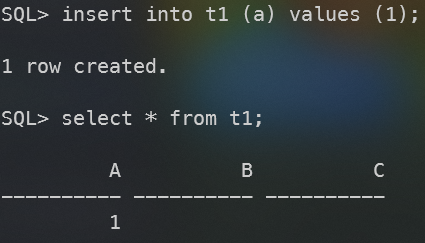 SQL> insert into t1 (a) values (1);
1 row created.
SQL> select * from t1;
A B C
---------- ---------- ----------
1